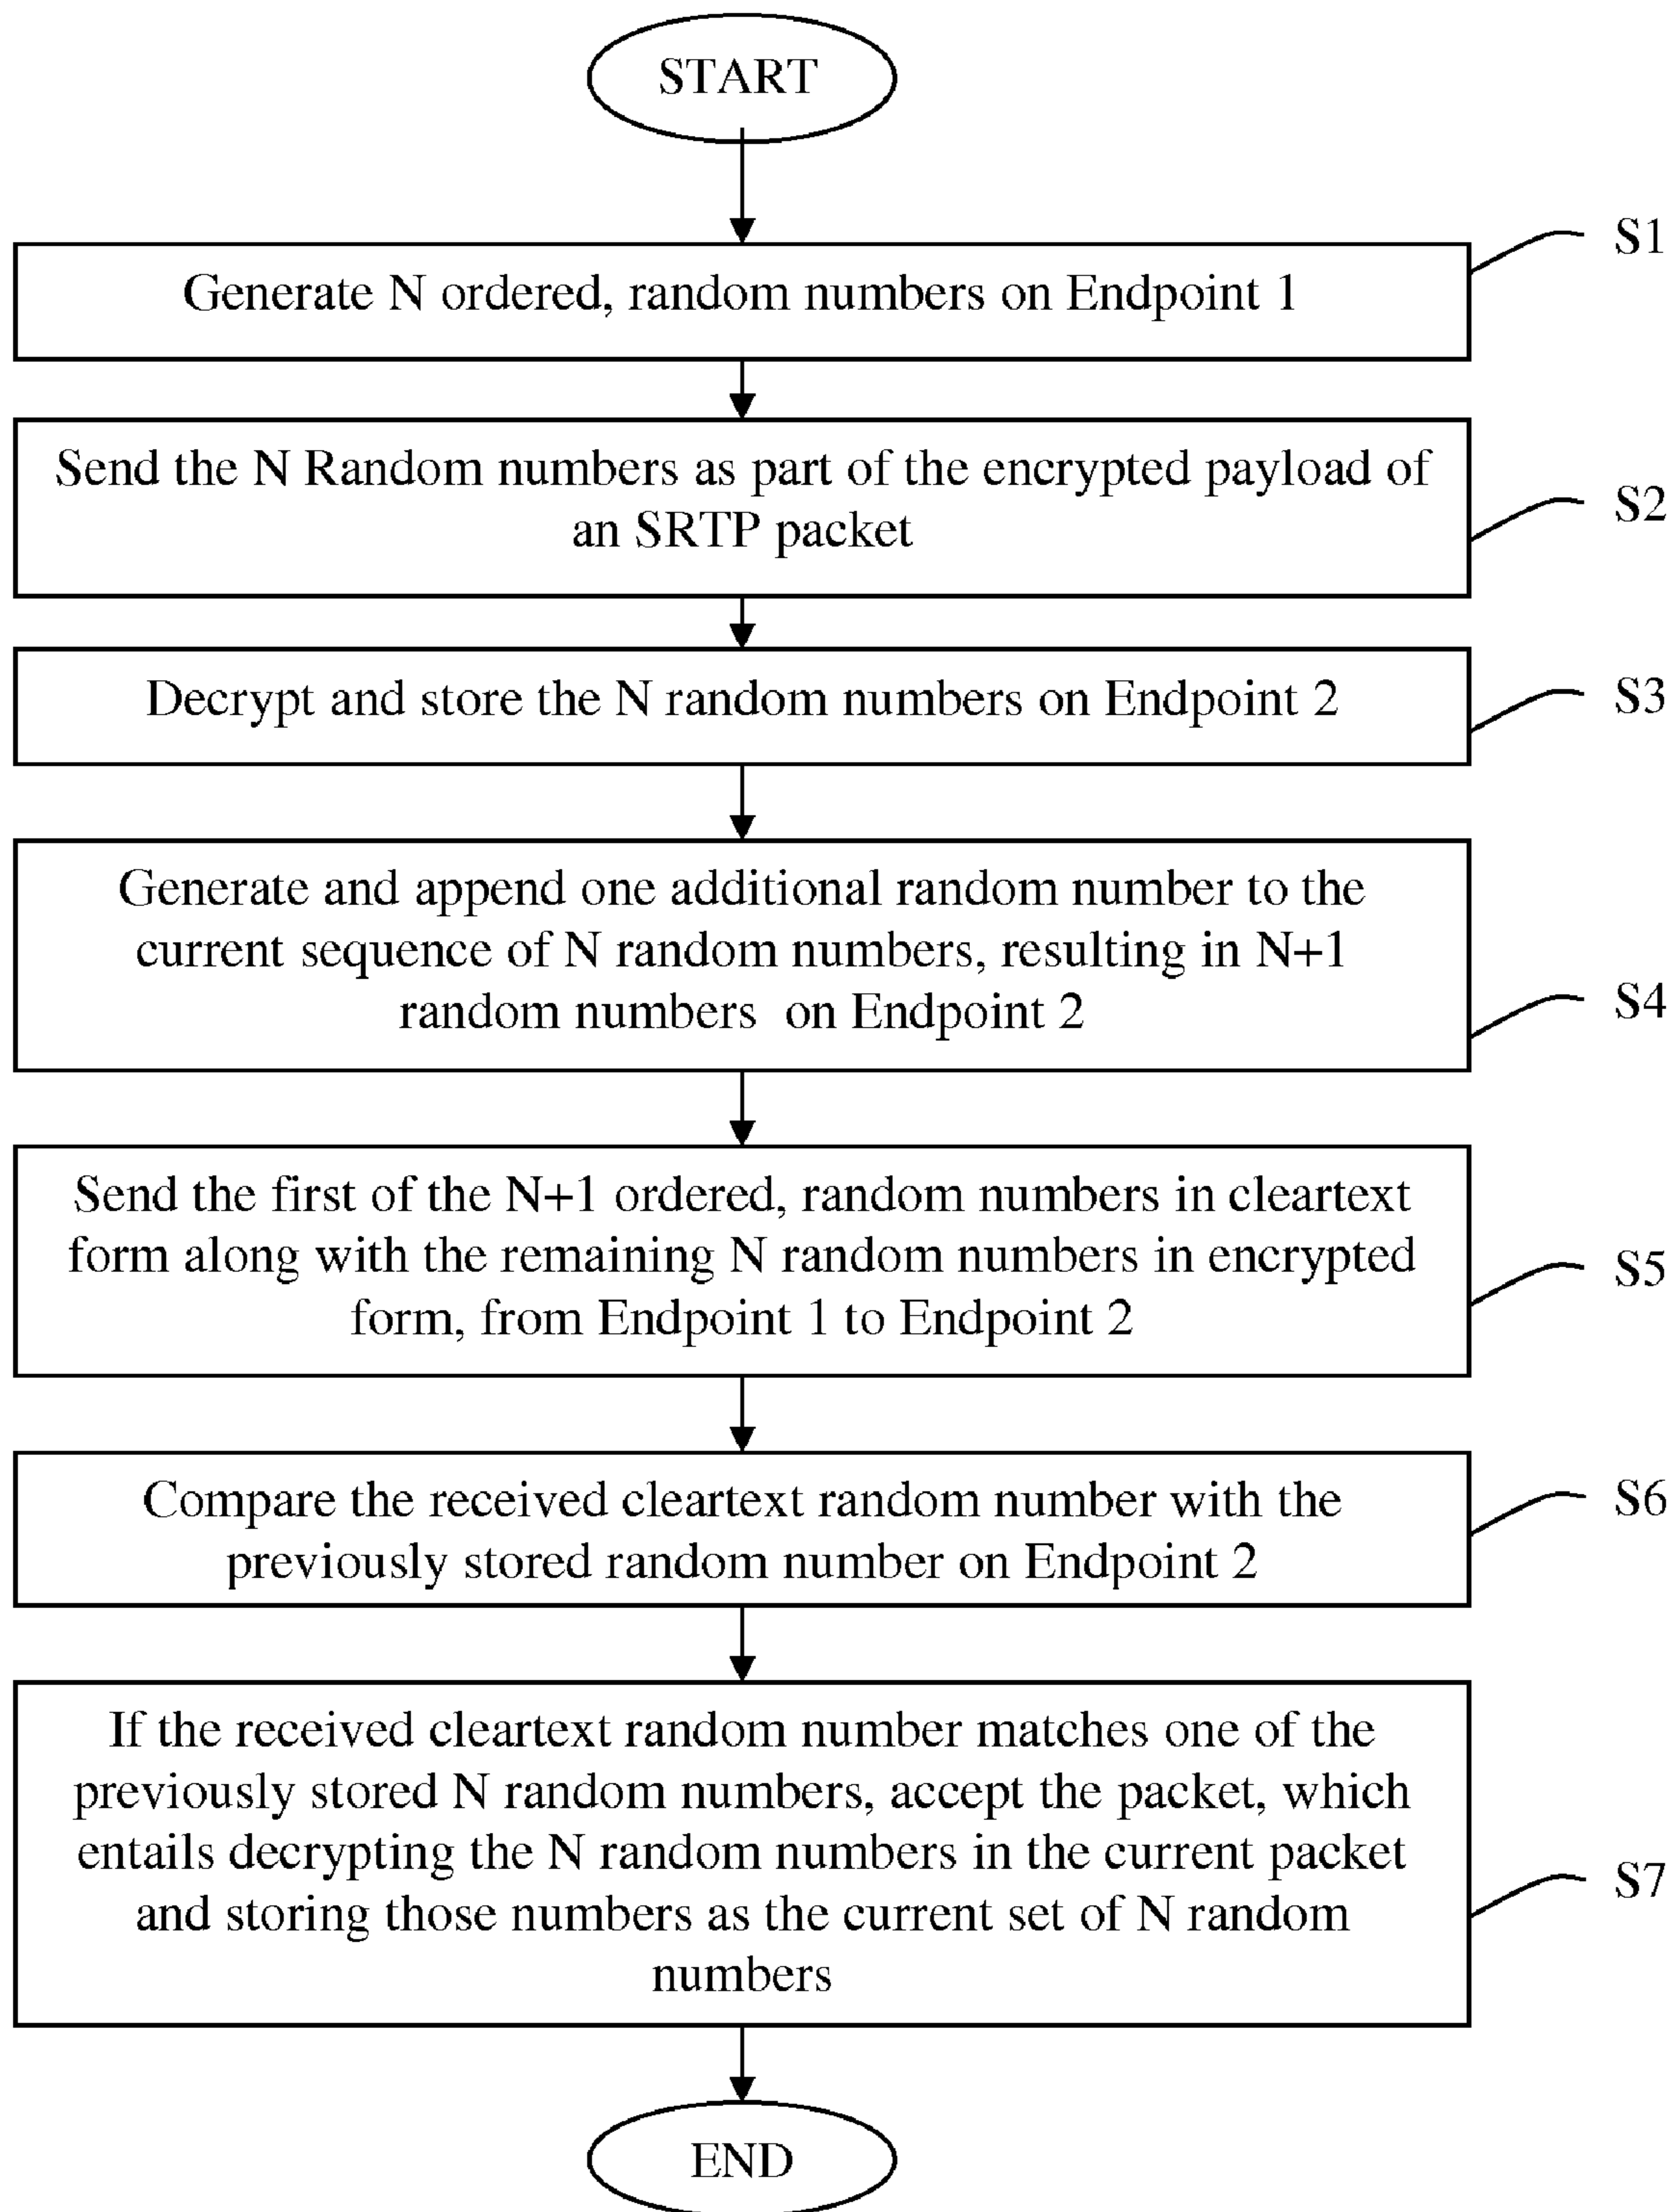 START
S1
Generate N ordered, random numbers on Endpoint 1
Send the N Random numbers as part of the encrypted payload of
an SRTP packet
S2
Decrypt and store the N random numbers on Endpoint 2
S3
Generate and append one additional random number to the
current sequence of N random numbers, resulting in N+1
random numbers on Endpoint 2
S4
Send the first of the N+1 ordered, random numbers in cleartext
form along with the remaining N random numbers in encrypted
form, from Endpoint 1 to Endpoint 2
S5
Compare the received cleartext random number with the
previously stored random number on Endpoint 2
S6
If the received cleartext random number matches one of the
previously stored N random numbers, accept the packet, which
entails decrypting the N random numbers in the current packet
and storing those numbers as the current set of N random
numbers
S7
END